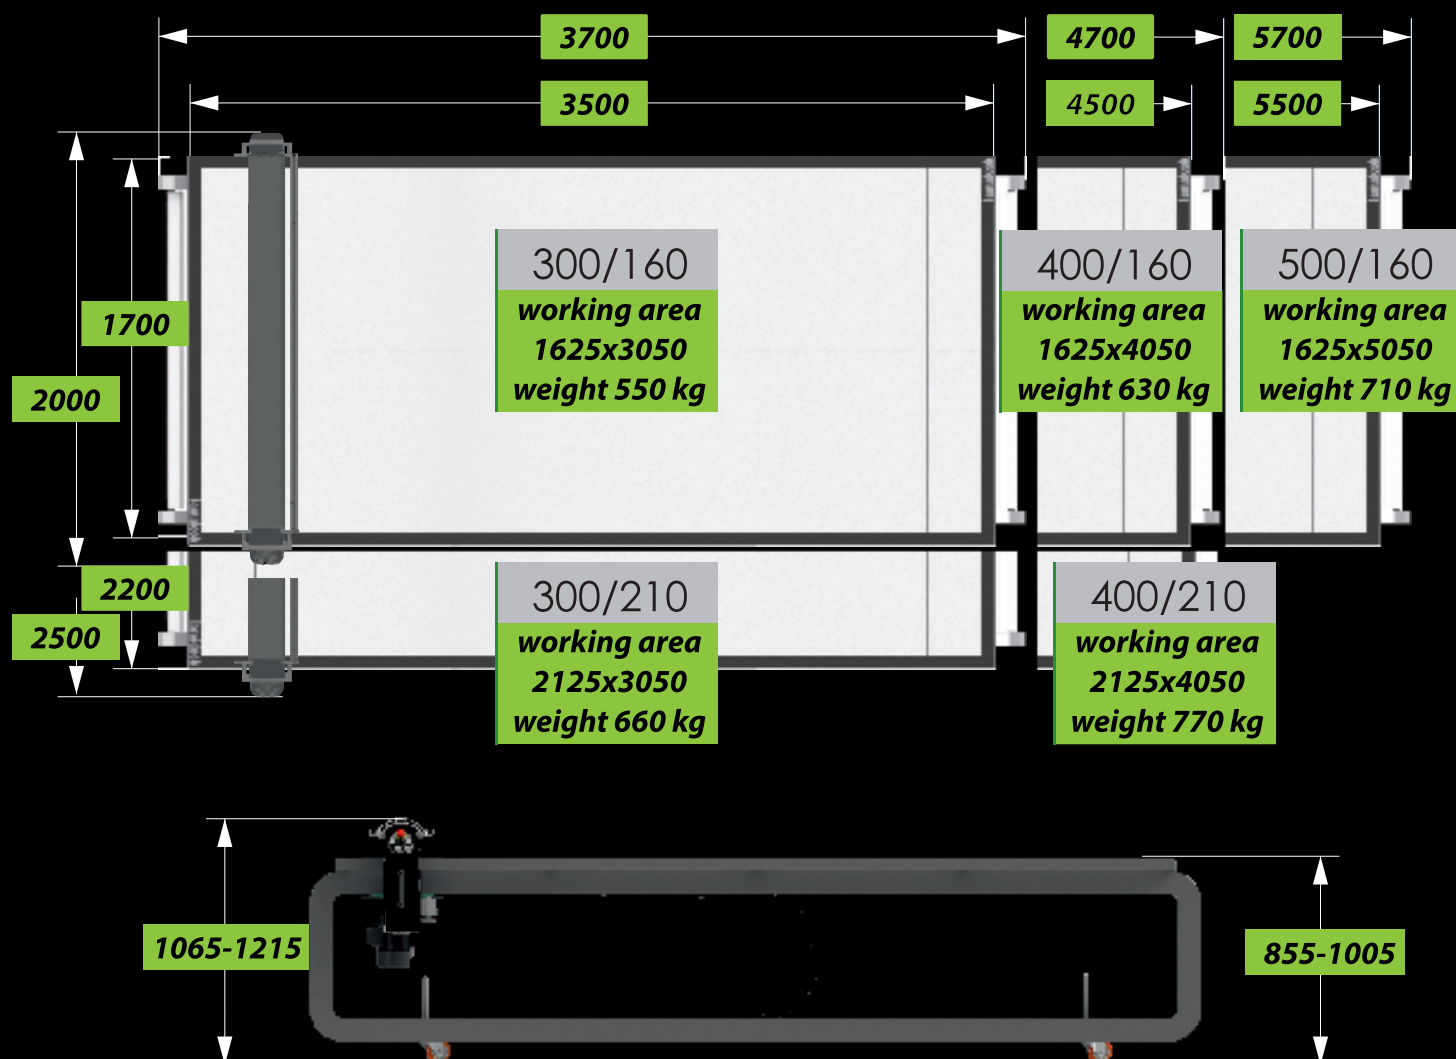 3700
4700
5700
3500
4500
5500
300/160
working area
1625x3050
weight 550 kg
400/160
working area
1625x4050
weight 630 kg
500/160
working area
1625x5050
weight 710 kg
1700
2000
2200
2500
300/210
working area
2125x3050
weight 660 kg
400/210
working area
2125x4050
weight 770 kg
1065-1215
855-1005